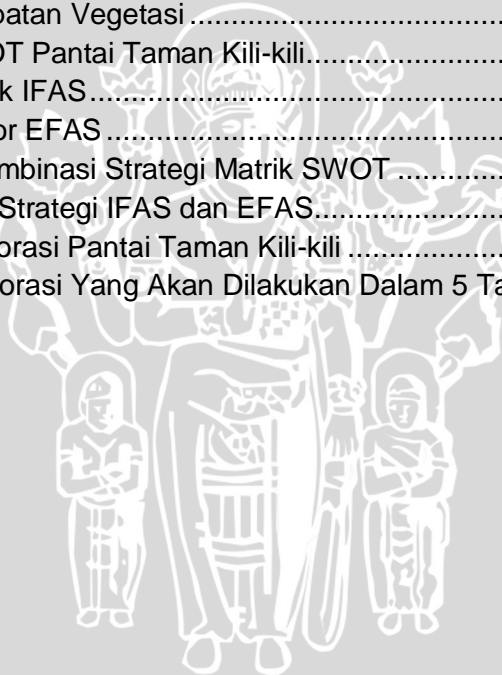 patan Vegetasi ..........................................
OT Pantai Taman Kili-kili..........................
k IFAS......................................................
or EFAS ....................................................
mbinasi Strategi Matrik SWOT ..............
Strategi IFAS dan EFAS.........................
orasi Pantai Taman Kili-kili .....................
orasi Yang Akan Dilakukan Dalam 5 Ta